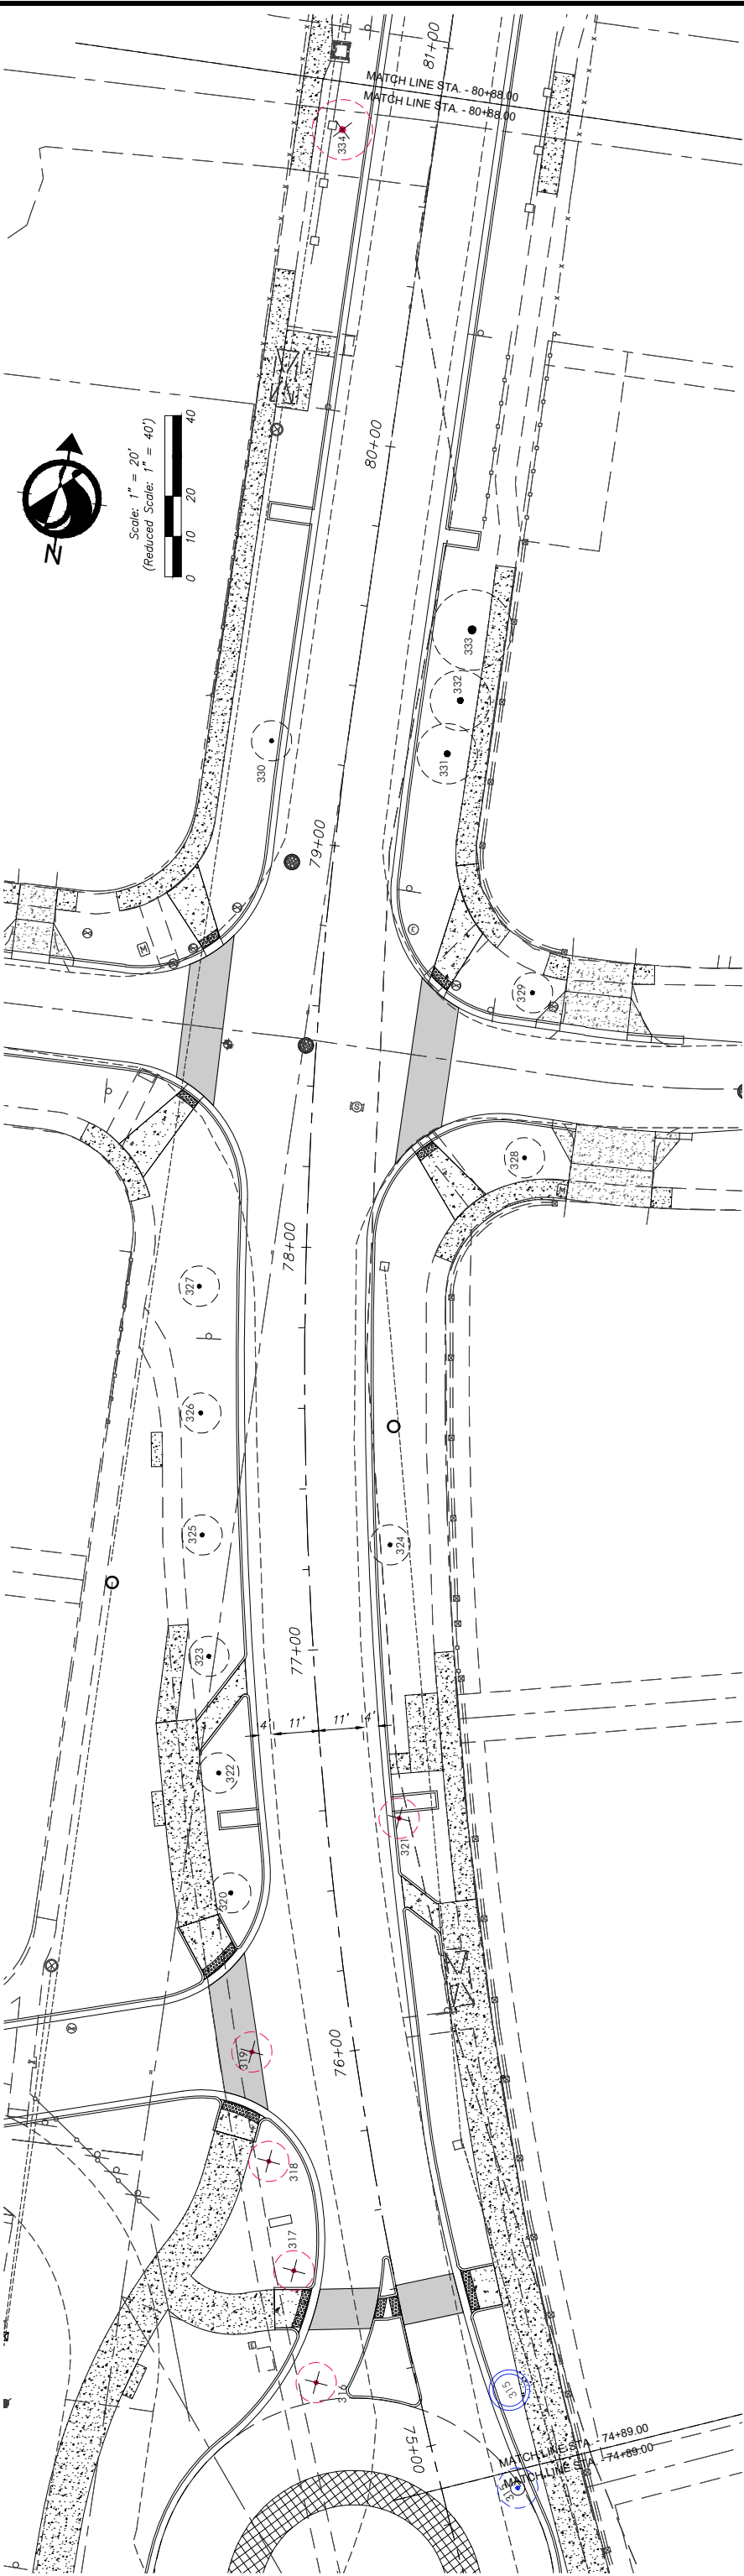 81+00
MATCH LINE STA. - 80+88.00
MATCH LINE STA. - 80+88.00
334
Scale: 1" = 20'
(Reduced Scale: 1" = 40')
0 10 20 40
N
80+00
333
332
331
330
79+00
M
E
329
S
328
M
78+00
327
326
325
324
323
77+00
4' 11' 11' 4'
322
321
320
76+00
319
318
317
E
316
315
75+00
MATCH LINE STA. - 74+89.00
MATCH LINE STA. - 74+89.00